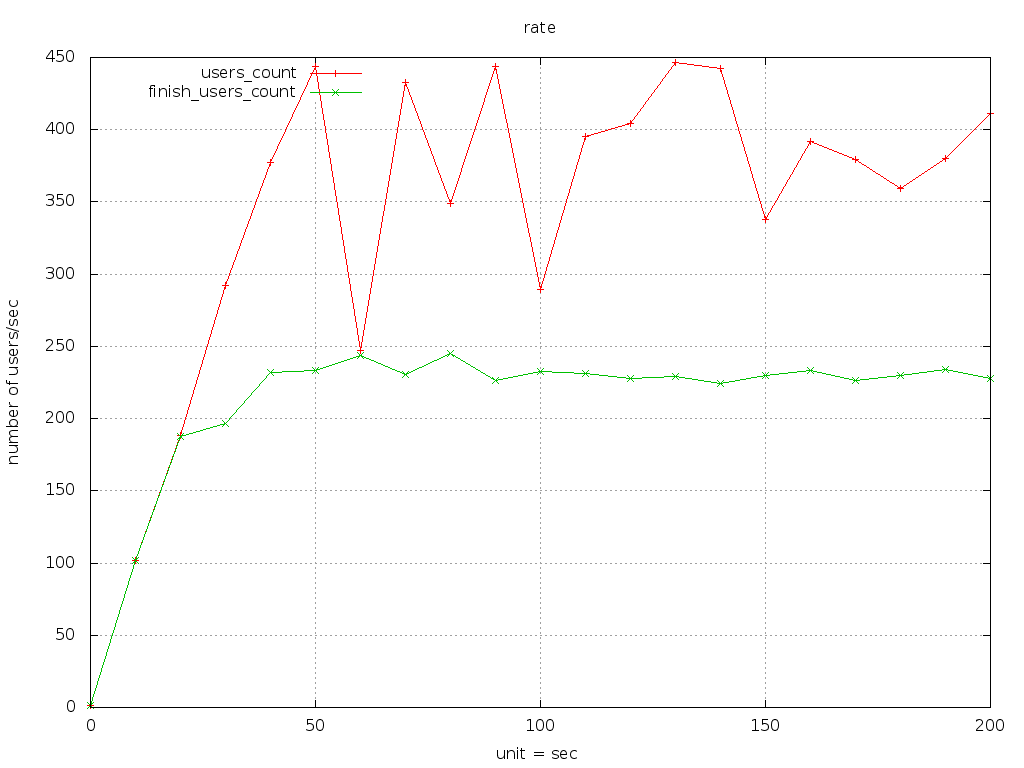 rate
users_count
finish_users_count
450
400
350
300
250
200
150
100
50
0
number of users/sec
0 50 100 150 200
unit = sec